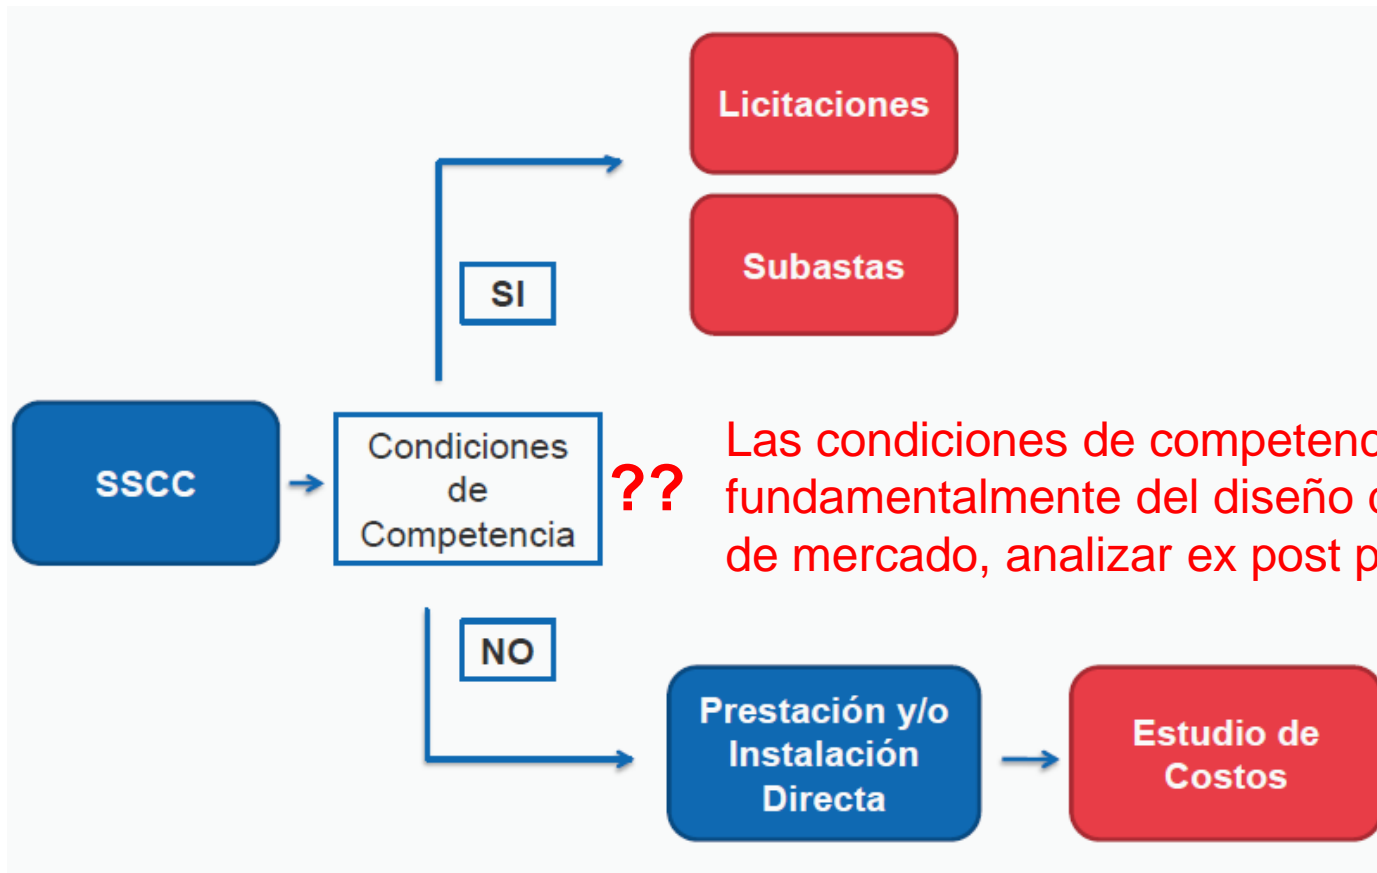 Licitaciones
Subastas
SI
SSCC
Condiciones
de
Competencia
??
Las condiciones de
fundamentalmente del diseño
de mercado, analizar ex post
NO
Prestación y/o
Instalación
Directa
Estudio de
Costos